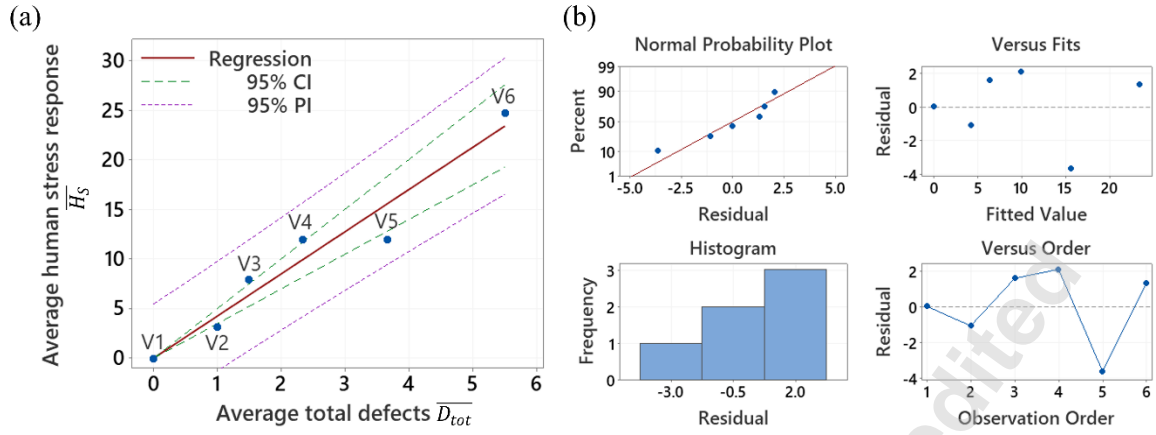 (a)
Average human stress response
H̅S̅
30
25
20
15
10
5
0
Regression
95% CI
95% PI
V1
V2
V3
V4
V5
V6
0 1 2 3 4 5 6
Average total defects D̅t̅o̅t̅
(b)
Normal Probability Plot
Percent
99
90
50
10
1
-5.0 -2.5 0.0 2.5 5.0
Residual
Versus Fits
Residual
2
0
-2
-4
0 5 10 15 20
Fitted Value
Histogram
Frequency
3
2
1
0
-3.0 -0.5 2.0
Residual
Versus Order
Residual
2
0
-2
-4
1 2 3 4 5 6
Observation Order
edited